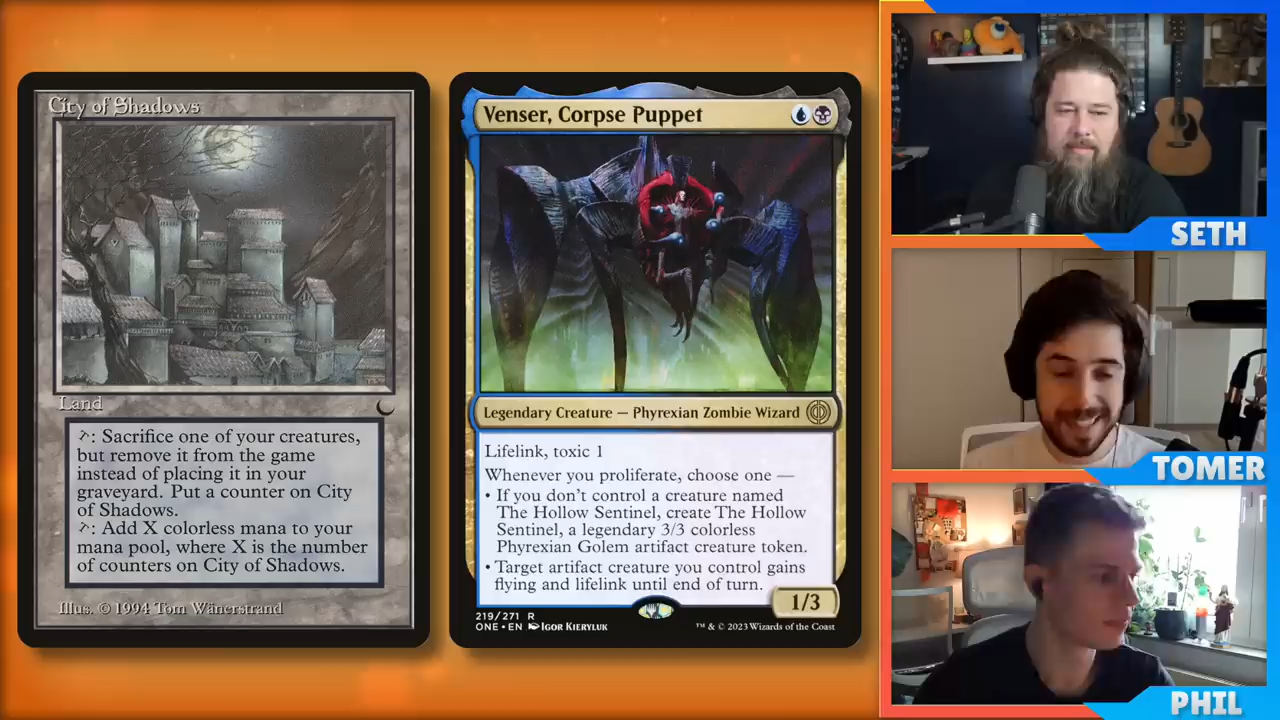 City of Shadows
Land
: Sacrifice one of your creatures,
but remove it from the game
instead of placing it in your
graveyard. Put a counter on City
of Shadows.
: Add X colorless mana to your
mana pool, where X is the number
of counters on City of Shadows.
Illus. © 1994 Tom Wänerstrand
Venser, Corpse Puppet
Legendary Creature — Phyrexian Zombie Wizard
Lifelink, toxic 1
Whenever you proliferate, choose one —
• If you don't control a creature named
The Hollow Sentinel, create The Hollow
Sentinel, a legendary 3/3 colorless
Phyrexian Golem artifact creature token.
• Target artifact creature you control gains
flying and lifelink until end of turn.
1/3
219/271 R
ONE • EN Igor Kieryluk
™ & © 2023 Wizards of the Coast
SETH
TOMER
PHIL